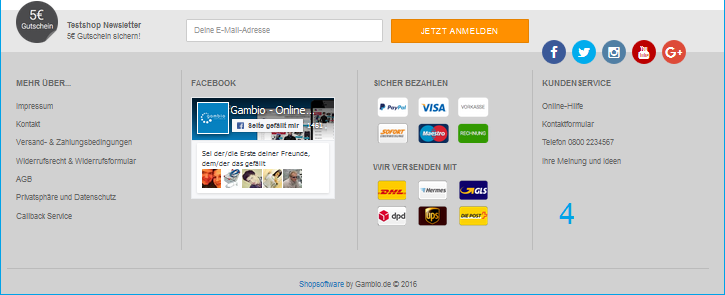 5€
Gutschein
Testshop Newsletter
5€ Gutschein sichern!
Deine E-Mail-Adresse
JETZT ANMELDEN
You
Tube
G+
MEHR ÜBER...
Impressum
Kontakt
Versand- & Zahlungsbedingungen
Widerrufsrecht & Widerrufsformular
AGB
Privatsphäre und Datenschutz
Callback Service
FACEBOOK
gambio
Gambio - Online
Seite gefällt mir
Sei der/die Erste deiner Freunde,
dem/der das gefällt
SICHER BEZAHLEN
PayPal VISA VORKASSE
SOFORT Maestro RECHNUNG
WIR VERSENDEN MIT
DHL Hermes GLS
dpd ups DIE POST
KUNDENSERVICE
Online-Hilfe
Kontaktformular
Telefon 0800 2234567
Ihre Meinung und Ideen
4
Shopsoftware by Gambio.de © 2016